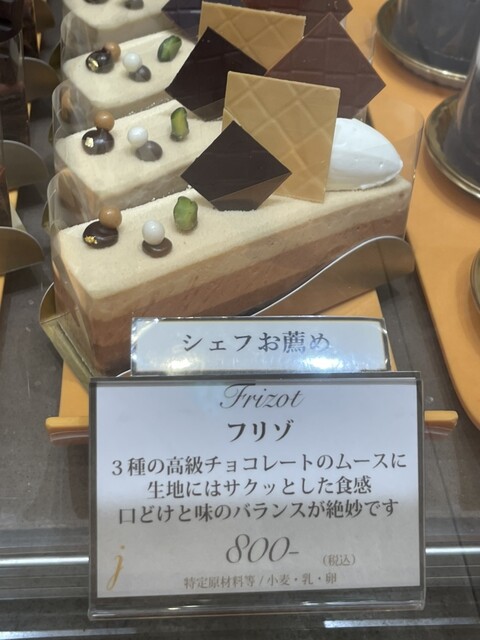 シェフお薦め
Frizot
フリゾ
3種の高級チョコレートのムースに
生地にはサクッとした食感
口どけと味のバランスが絶妙です
800-
(税込)
j
特定原材料等/小麦・乳・卵